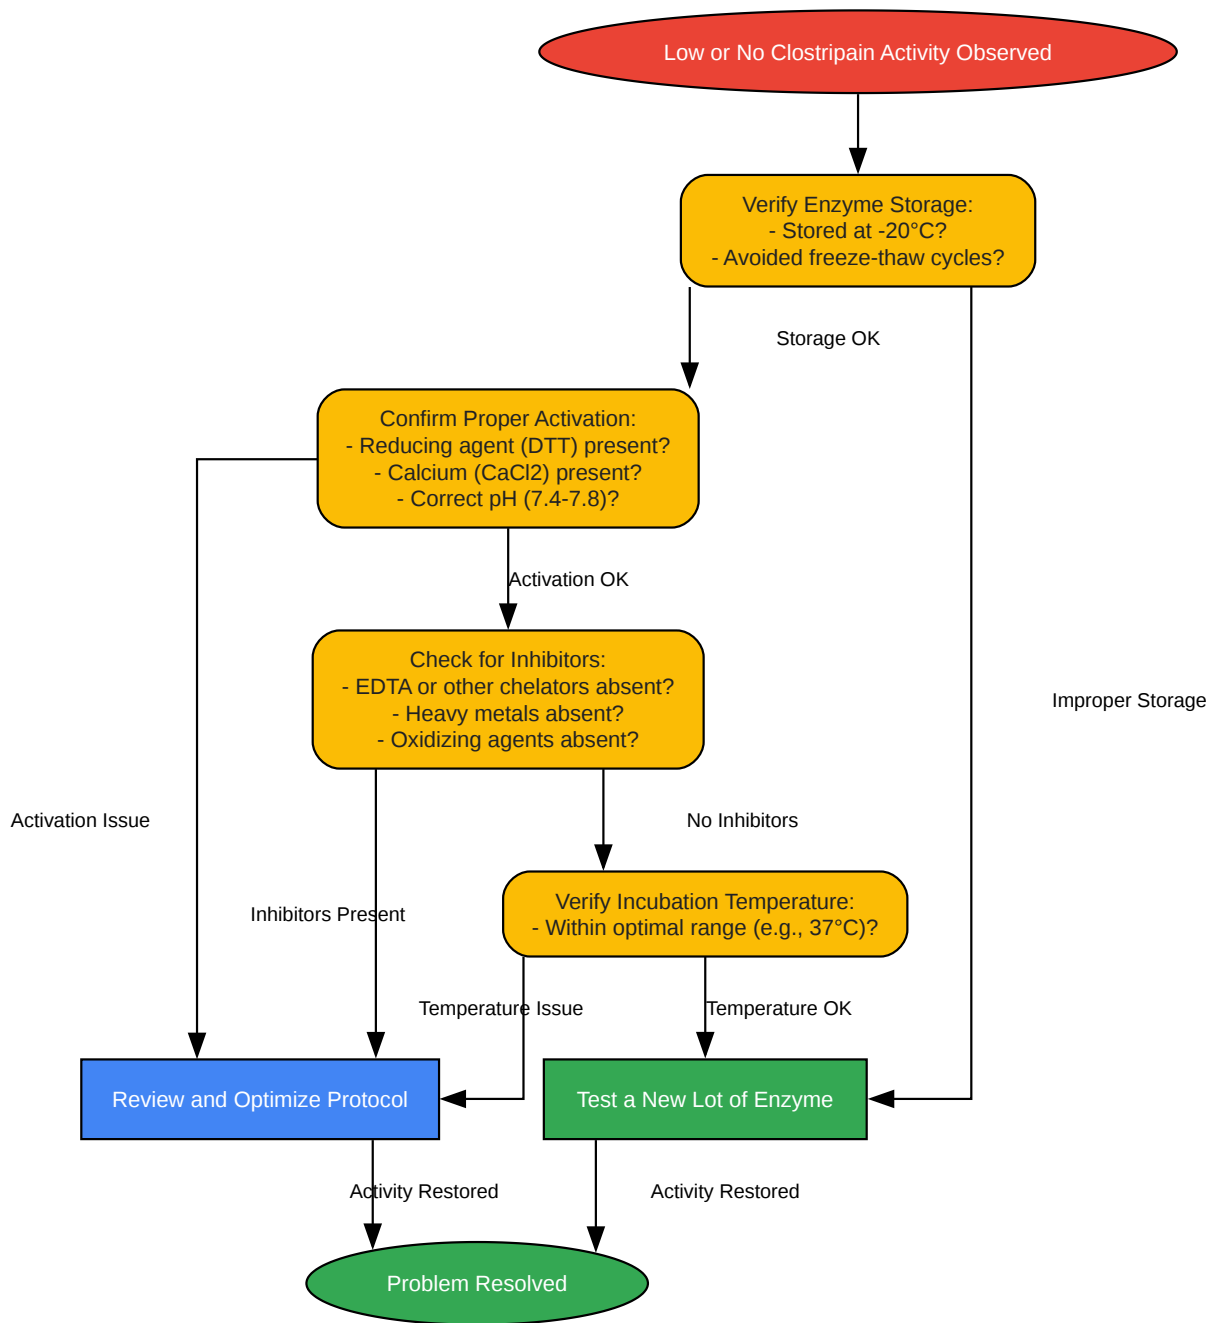 Low or No Clostripain Activity Observed
Verify Enzyme Storage:
- Stored at -20°C?
- Avoided freeze-thaw cycles?
Storage OK
Confirm Proper Activation:
- Reducing agent (DTT) present?
- Calcium (CaCl2) present?
- Correct pH (7.4-7.8)?
Activation OK
Check for Inhibitors:
- EDTA or other chelators absent?
- Heavy metals absent?
- Oxidizing agents absent?
Improper Storage
Activation Issue
No Inhibitors
Verify Incubation Temperature:
- Within optimal range (e.g., 37°C)?
Inhibitors Present
Temperature Issue
Temperature OK
Review and Optimize Protocol
Test a New Lot of Enzyme
Activity Restored
Activity Restored
Problem Resolved